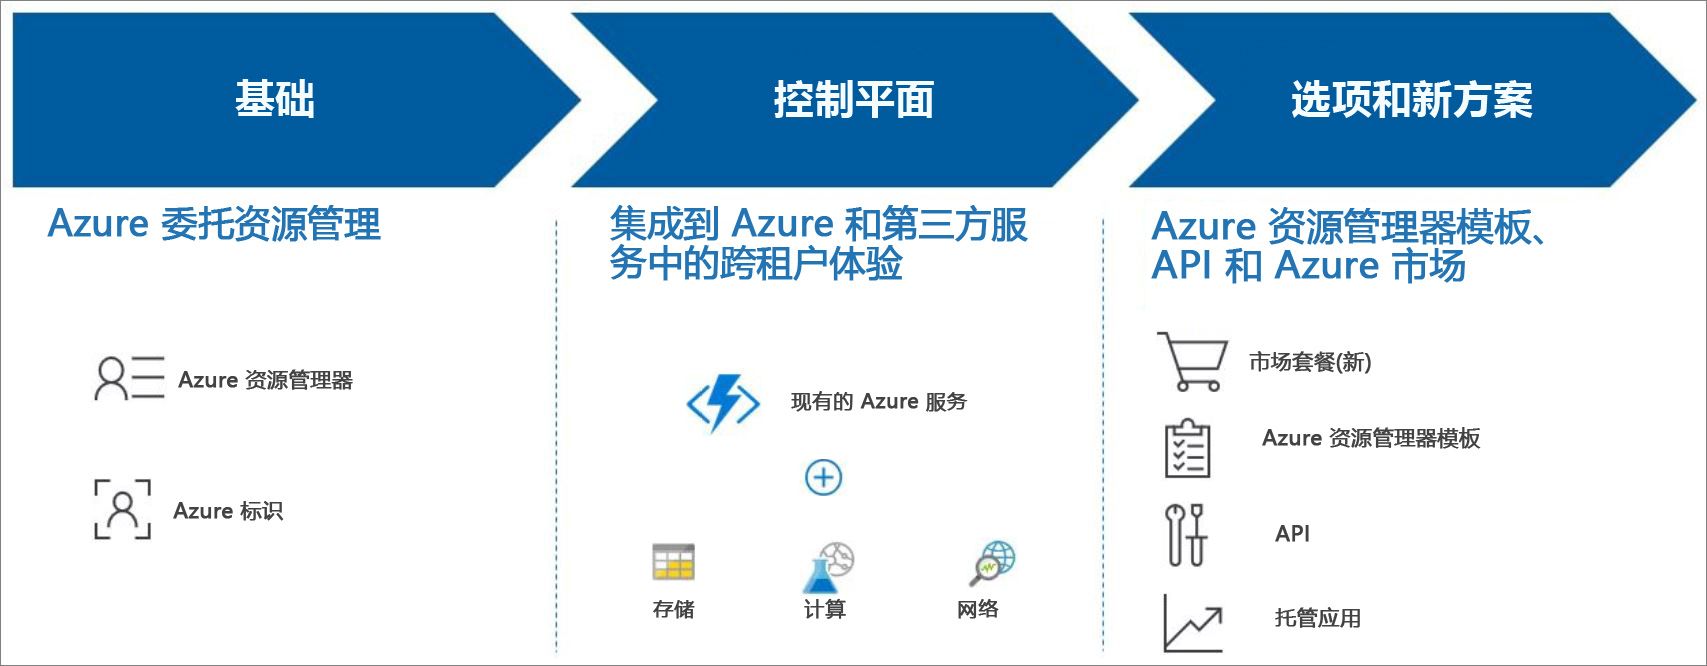 基础
控制平面
选项和新方案
Azure 委托资源管理
集成到 Azure 和第三方服
务中的跨租户体验
Azure 资源管理器模板、
API 和 Azure 市场
Azure 资源管理器
Azure 标识
现有的 Azure 服务
存储
计算
网络
市场套餐(新)
Azure 资源管理器模板
API
托管应用